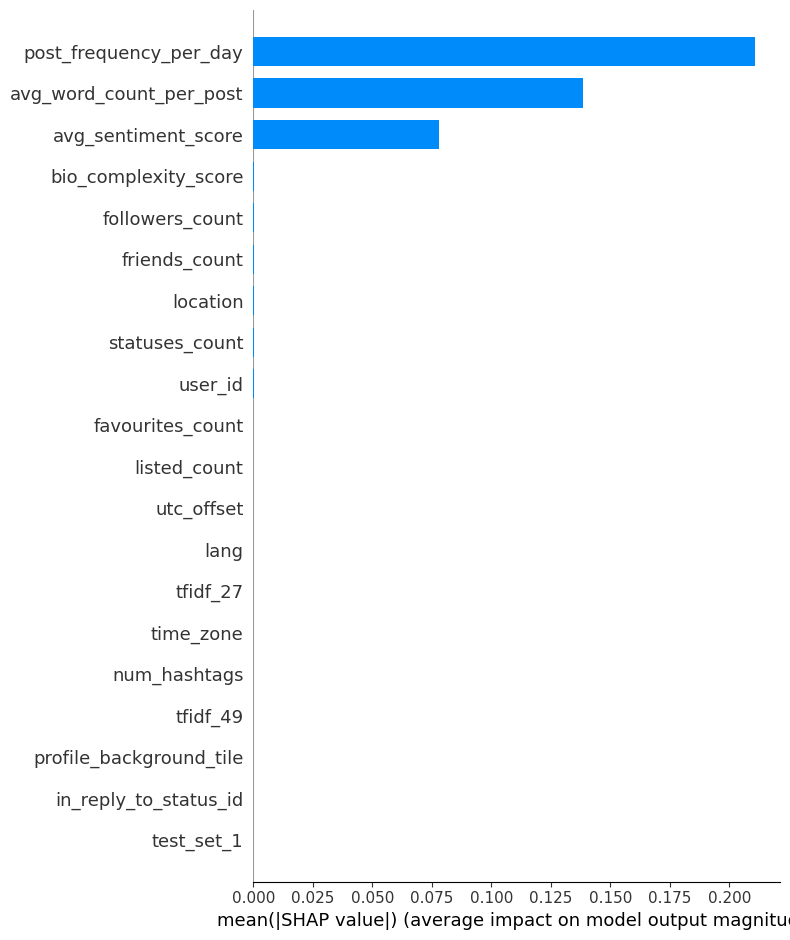 post_frequency_per_day
avg_word_count_per_post
avg_sentiment_score
bio_complexity_score
followers_count
friends_count
location
statuses_count
user_id
favourites_count
listed_count
utc_offset
lang
tfidf_27
time_zone
num_hashtags
tfidf_49
profile_background_tile
in_reply_to_status_id
test_set_1
0.000 0.025 0.050 0.075 0.100 0.125 0.150 0.175 0.200
mean(|SHAP value|) (average impact on model output magnitu